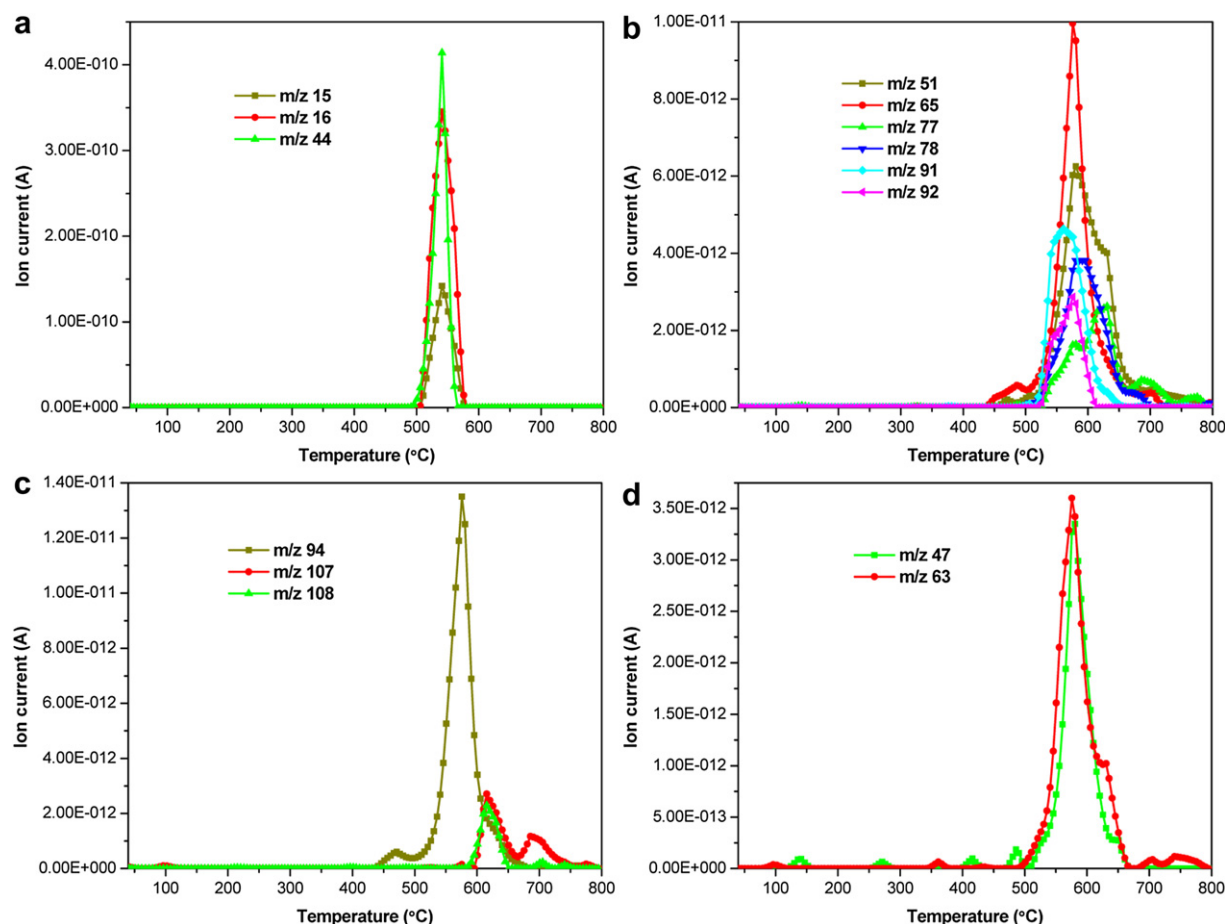 a
4.00E-010
3.00E-010
2.00E-010
1.00E-010
0.00E+000
Ion current (A)
m/z 15
m/z 16
m/z 44
100 200 300 400 500 600 700 800
Temperature (°C)
b
1.00E-011
8.00E-012
6.00E-012
4.00E-012
2.00E-012
0.00E+000
Ion current (A)
m/z 51
m/z 65
m/z 77
m/z 78
m/z 91
m/z 92
100 200 300 400 500 600 700 800
Temperature (°C)
c
1.40E-011
1.20E-011
1.00E-011
8.00E-012
6.00E-012
4.00E-012
2.00E-012
0.00E+000
Ion current (A)
m/z 94
m/z 107
m/z 108
100 200 300 400 500 600 700 800
Temperature (°C)
d
3.50E-012
3.00E-012
2.50E-012
2.00E-012
1.50E-012
1.00E-012
5.00E-013
0.00E+000
Ion current (A)
m/z 47
m/z 63
100 200 300 400 500 600 700 800
Temperature (°C)